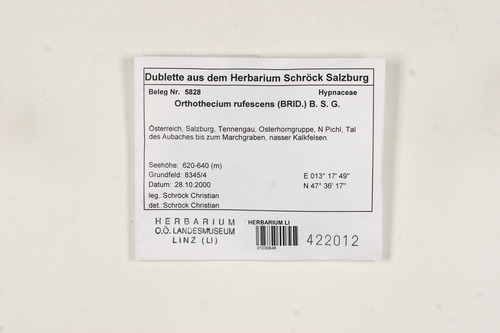 Dublette aus dem Herbarium Schröck Salzburg
Beleg Nr. 5828 Hypnaceae
Orthothecium rufescens (BRID.) B. S. G.
Österreich, Salzburg, Tennengau, Osterhorngruppe, N Pichl, Tal
des Aubaches bis zum Marchgraben, nasser Kalkfelsen.
Seehöhe: 620-640 (m)
Grundfeld: 8345/4 E 013° 17' 49"
Datum: 28.10.2000 N 47° 36' 17"
leg.:Schröck Christian
det.:Schröck Christian
HERBARIUM
O.Ö. LANDESMUSEUM
LINZ (LI)
HERBARIUM LI
01030646
422012